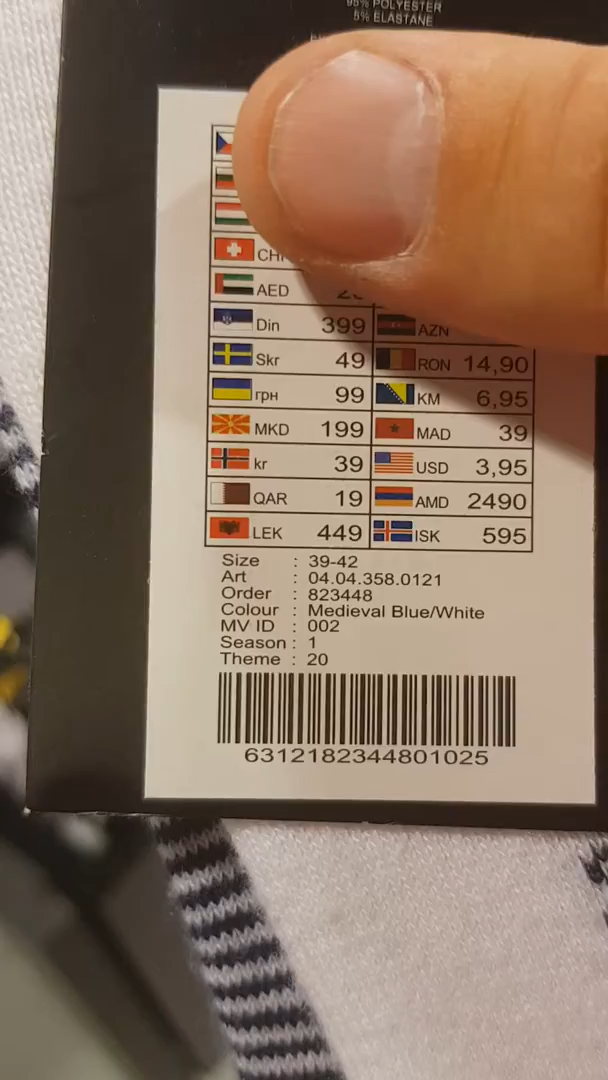 95% POLYESTER
5% ELASTANE
AED
Din 399 AZN
Skr 49 RON 14,90
грн 99 KM 6,95
MKD 199 MAD 39
kr 39 USD 3,95
QAR 19 AMD 2490
LEK 449 ISK 595
Size : 39-42
Art : 04.04.358.0121
Order : 823448
Colour : Medieval Blue/White
MV ID : 002
Season : 1
Theme : 20
6312182344801025